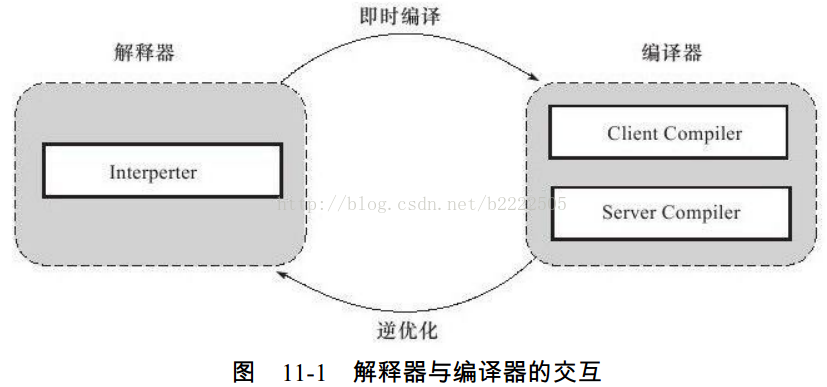 即时编译
解释器
编译器
Client Compiler
Interperter
http://blog.csdn.net/b2222505
Server Compiler
逆优化
图 11-1 解释器与编译器的交互